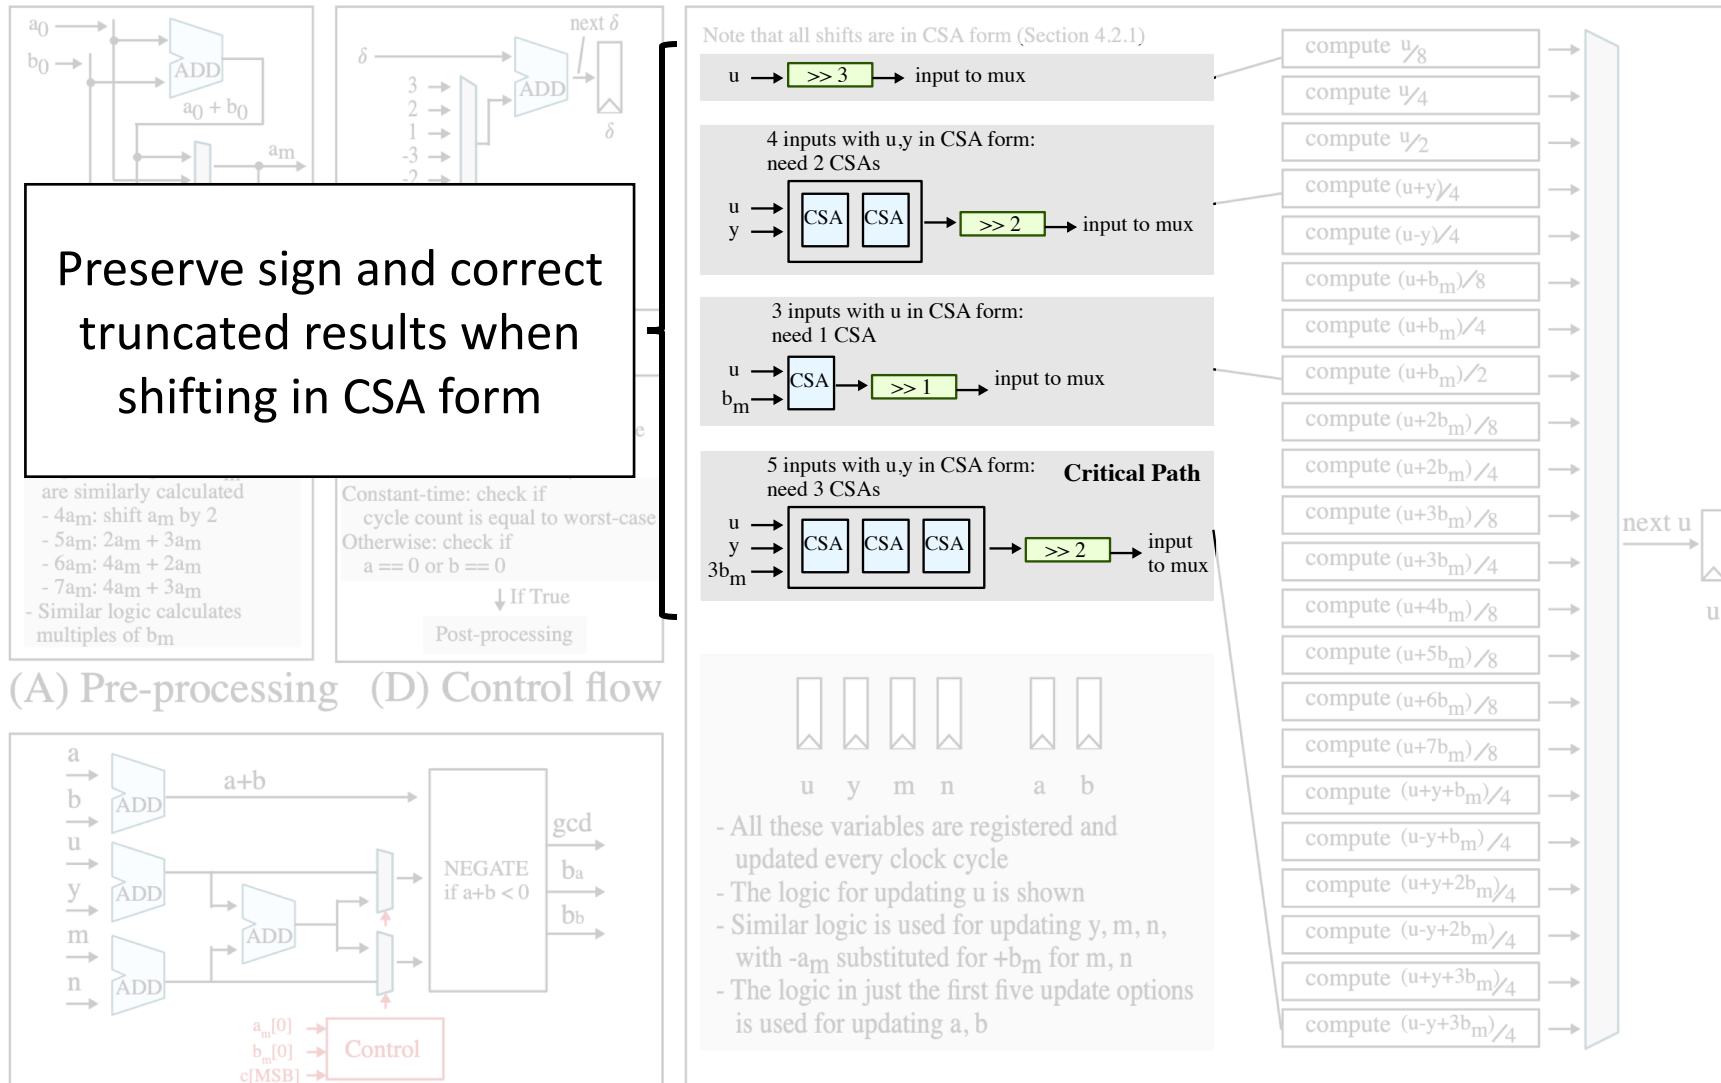 a0
b0
ADD
a0 + b0
am
δ
3
2
1
-3
-2
ADD
next δ
δ
Preserve sign and correct
truncated results when
shifting in CSA form
are similarly calculated
- 4am: shift am by 2
- 5am: 2am + 3am
- 6am: 4am + 2am
- 7am: 4am + 3am
- Similar logic calculates
multiples of bm
Constant-time: check if
cycle count is equal to worst-case
Otherwise: check if
a == 0 or b == 0
If True
Post-processing
(A) Pre-processing
(D) Control flow
a
b
u
y
m
n
ADD
ADD
ADD
ADD
a+b
NEGATE
if a+b < 0
gcd
ba
bb
am[0]
bm[0]
c[MSB]
Control
Note that all shifts are in CSA form (Section 4.2.1)
u
>> 3
input to mux
4 inputs with u,y in CSA form:
need 2 CSAs
u
y
CSA
CSA
>> 2
input to mux
3 inputs with u in CSA form:
need 1 CSA
u
bm
CSA
>> 1
input to mux
5 inputs with u,y in CSA form:
need 3 CSAs
Critical Path
u
y
3bm
CSA
CSA
CSA
>> 2
input
to mux
u y m n a b
- All these variables are registered and
updated every clock cycle
- The logic for updating u is shown
- Similar logic is used for updating y, m, n,
with -am substituted for +bm for m, n
- The logic in just the first five update options
is used for updating a, b
compute u/8
compute u/4
compute u/2
compute (u+y)/4
compute (u-y)/4
compute (u+bm)/8
compute (u+bm)/4
compute (u+bm)/2
compute (u+2bm)/8
compute (u+2bm)/4
compute (u+3bm)/8
compute (u+3bm)/4
compute (u+4bm)/8
compute (u+5bm)/8
compute (u+6bm)/8
compute (u+7bm)/8
compute (u+y+bm)/4
compute (u-y+bm)/4
compute (u+y+2bm)/4
compute (u-y+2bm)/4
compute (u+y+3bm)/4
compute (u-y+3bm)/4
next u
u